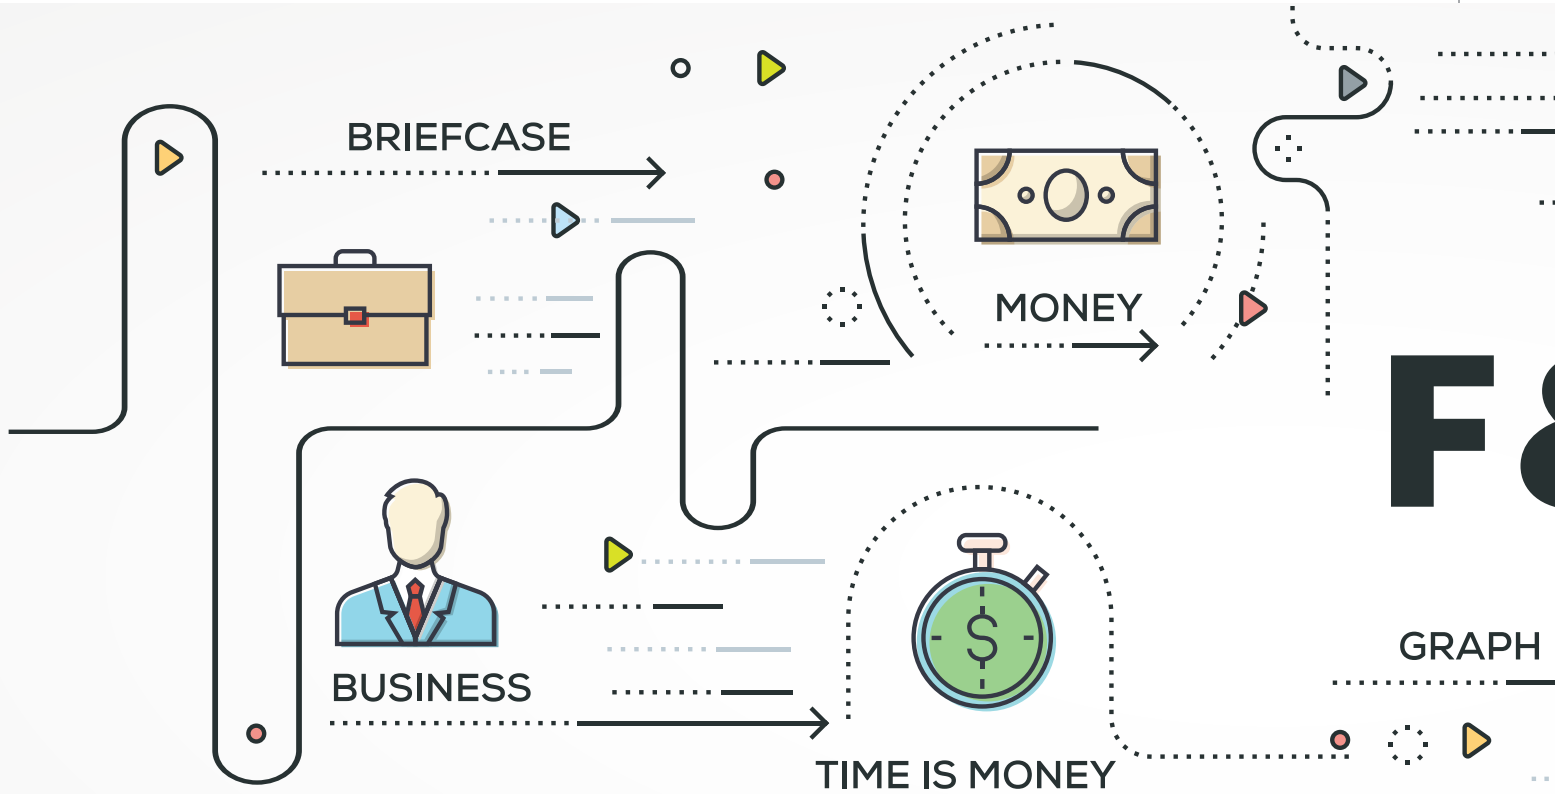 BRIEFCASE
MONEY
F&
$
BUSINESS
GRAPH
TIME IS MONEY